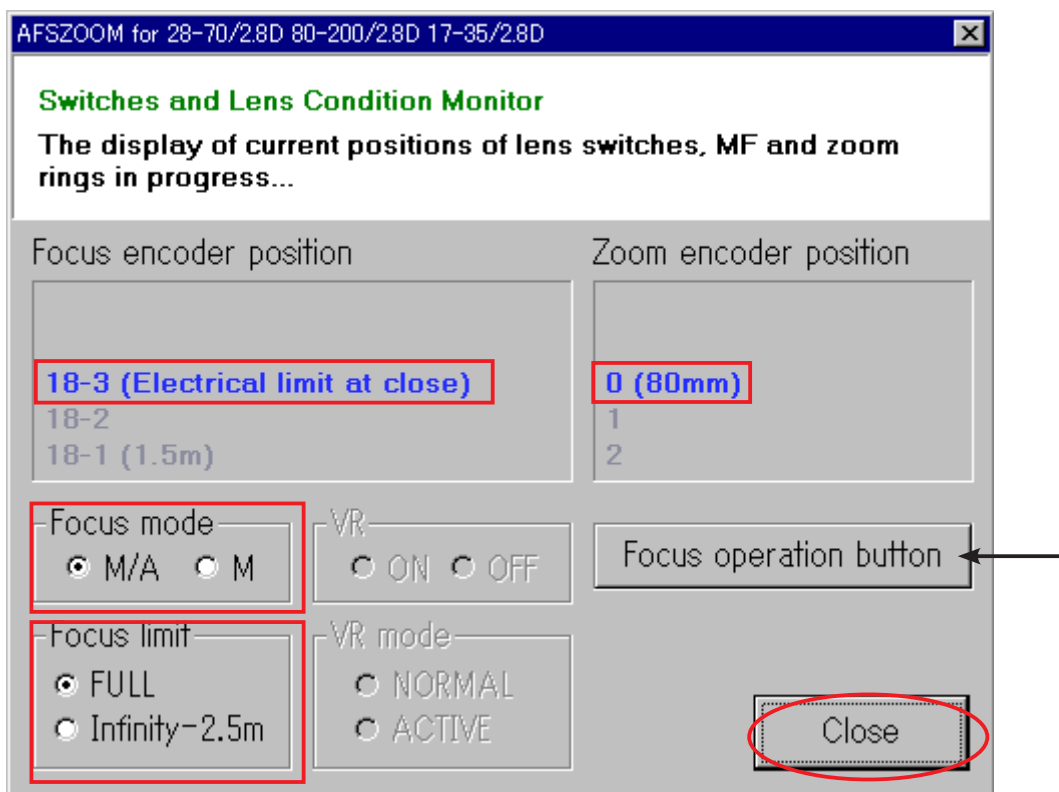 AFSZOOM for 28-70/2.8D 80-200/2.8D 17-35/2.8D
Switches and Lens Condition Monitor
The display of current positions of lens switches, MF and zoom
rings in progress...
Focus encoder position
Zoom encoder position
18-3 (Electrical limit at close)
0 (80mm)
18-2
1
18-1 (1.5m)
2
Focus mode
VR
M/A M
ON OFF
Focus operation button
Focus limit
VR mode
FULL
NORMAL
Infinity-2.5m
ACTIVE
Close